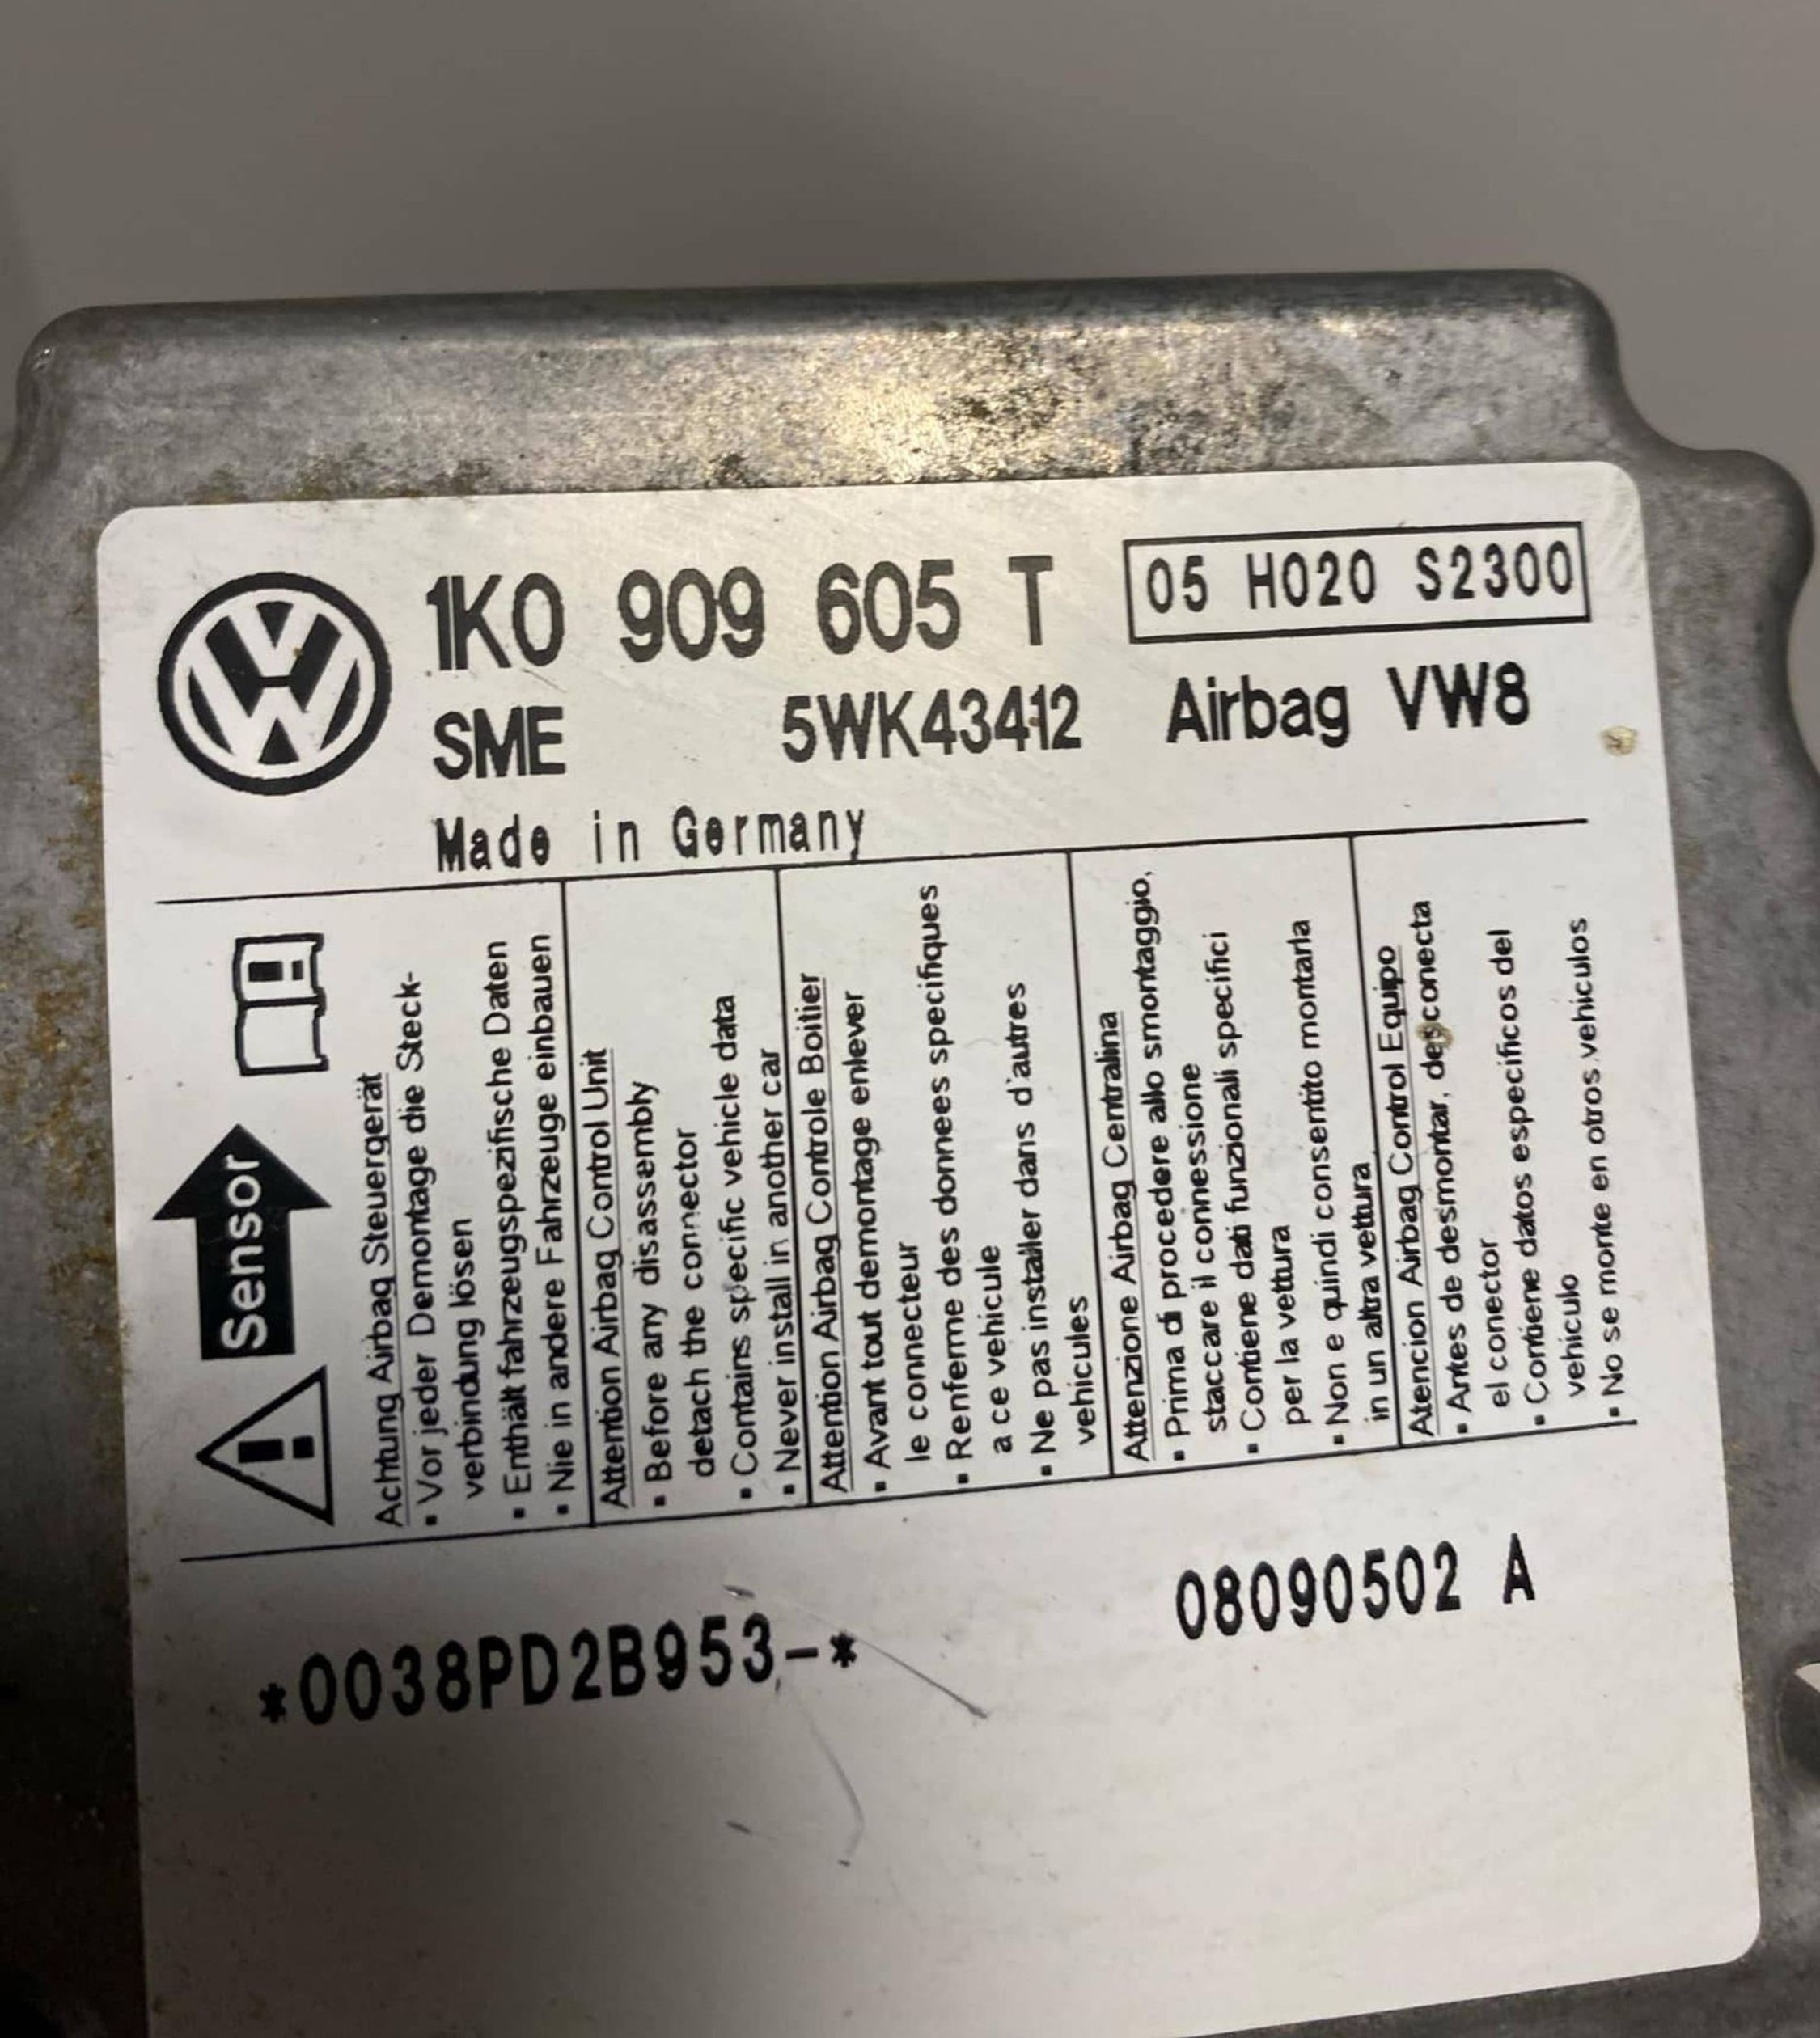 1K0 909 605 T
05 H020 S2300
SME 5WK43412 Airbag VW8
Made in Germany
Sensor
Achtung Airbag Steuergerät
▪ Vor jeder Demontage die Steck-
verbindung lösen
▪ Enthält fahrzeugspezifische Daten
▪ Nie in andere Fahrzeuge einbauen
Attention Airbag Control Unit
▪ Before any disassembly
detach the connector
▪ Contains specific vehicle data
▪ Never install in another car
Attention Airbag Controle Boitier
▪ Avant tout demontage enlever
le connecteur
▪ Renferme des donnees specifiques
a ce vehicule
▪ Ne pas installer dans d'autres
vehicules
Attenzione Airbag Centralina
▪ Prima di procedere allo smontaggio,
staccare il connessione
▪ Contiene dati funzionali specifici
per la vettura
▪ Non e quindi consentito montarla
in un altra vettura
Atencion Airbag Control Equipo
▪ Antes de desmontar, desconecta
el conector
▪ Contiene datos especificos del
vehiculo
▪ No se monte en otros vehiculos
*0038PD2B953-*
08090502 A